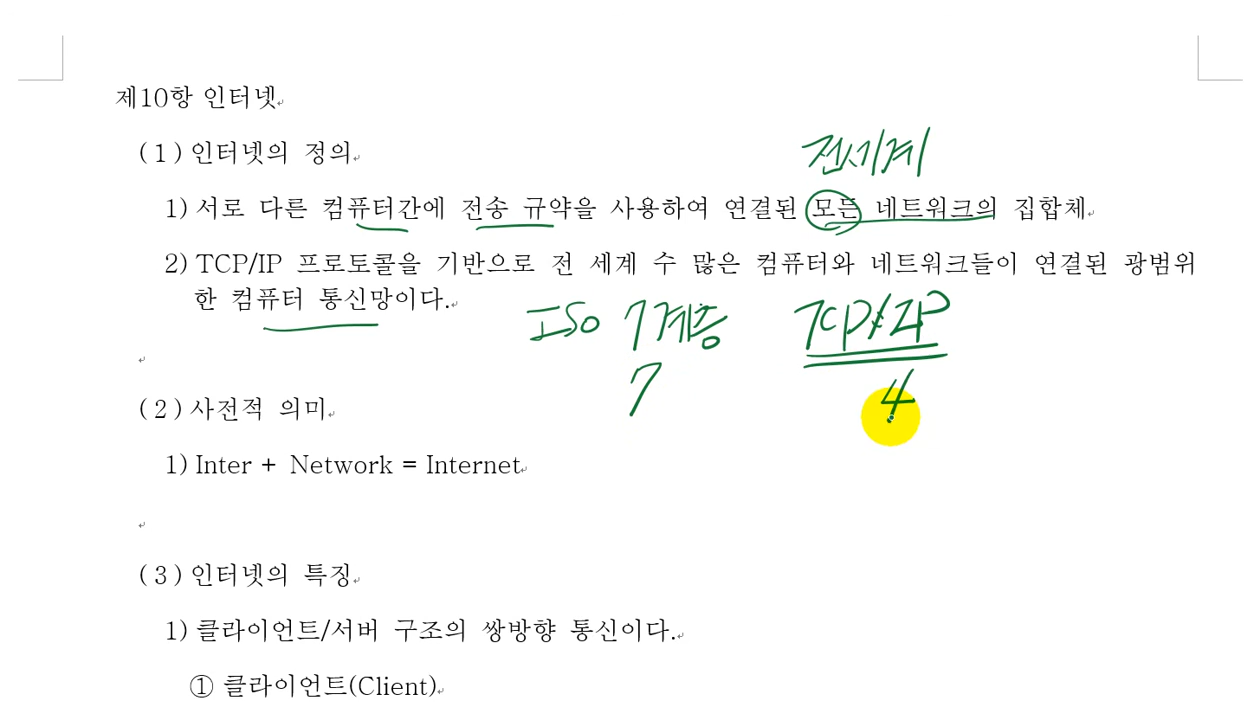 제10항 인터넷
(1) 인터넷의 정의
전세계
1) 서로 다른 컴퓨터간에 전송 규약을 사용하여 연결된 모든 네트워크의 집합체
2) TCP/IP 프로토콜을 기반으로 전 세계 수 많은 컴퓨터와 네트워크들이 연결된 광범위
한 컴퓨터 통신망이다.
ISO 7계층 TCP/IP
7 4
(2) 사전적 의미
1) Inter + Network = Internet
(3) 인터넷의 특징
1) 클라이언트/서버 구조의 쌍방향 통신이다.
① 클라이언트(Client)